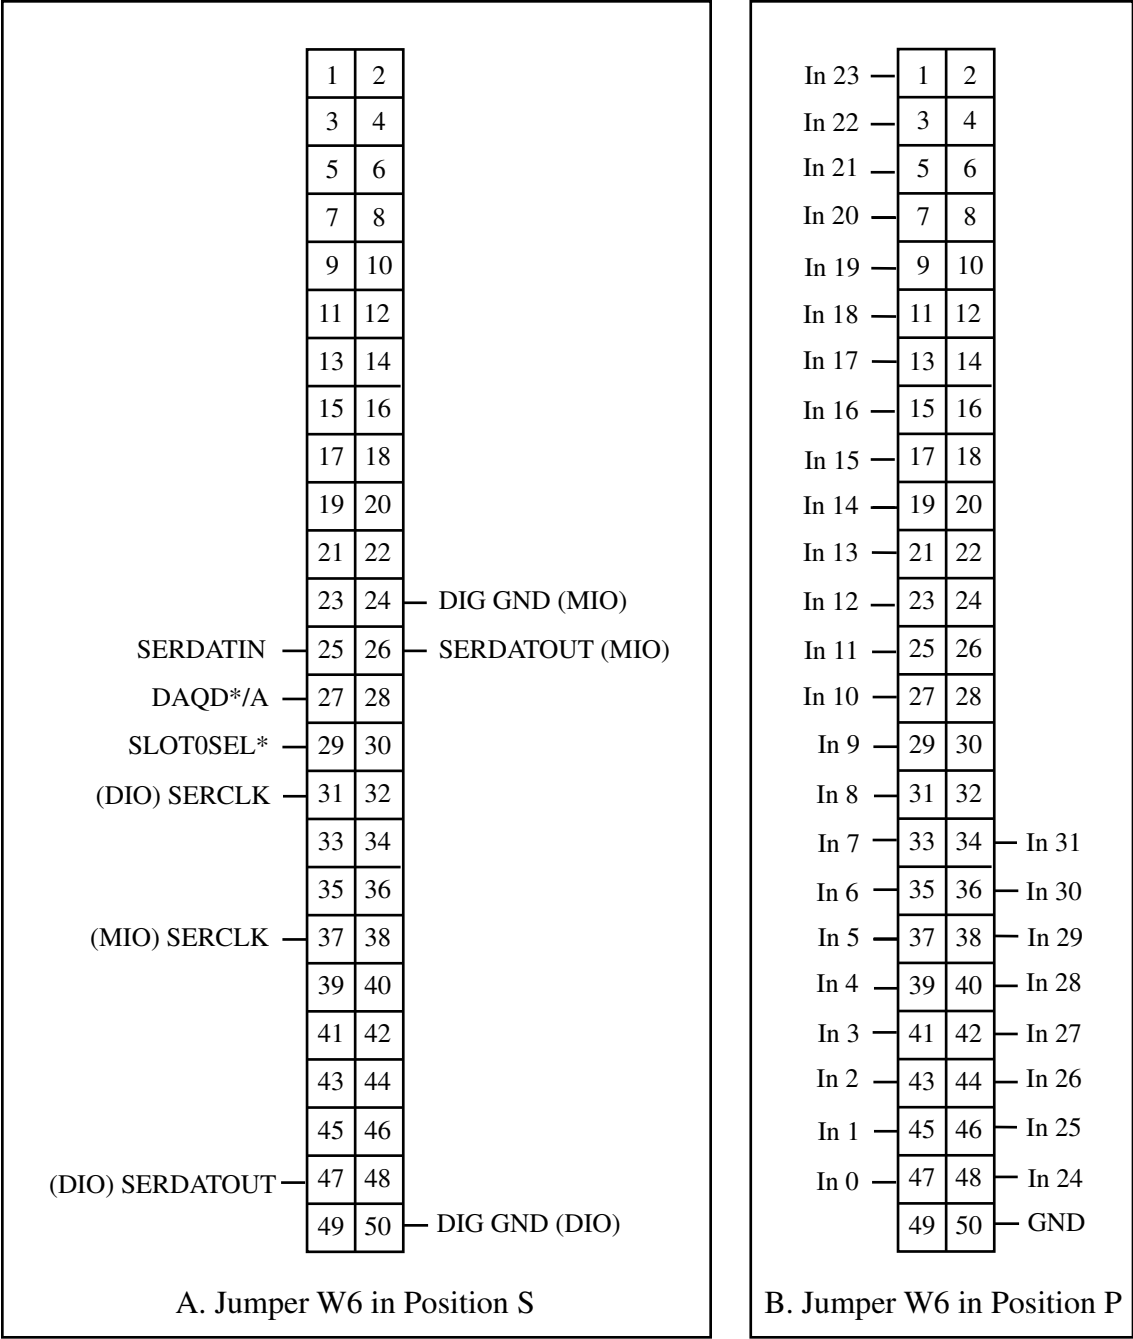 1 2
3 4
5 6
7 8
9 10
11 12
13 14
15 16
17 18
19 20
21 22
23 24 DIG GND (MIO)
SERDATIN 25 26 SERDATOUT (MIO)
DAQD*/A 27 28
SLOT0SEL* 29 30
(DIO) SERCLK 31 32
33 34
35 36
(MIO) SERCLK 37 38
39 40
41 42
43 44
45 46
(DIO) SERDATOUT 47 48
49 50 DIG GND (DIO)
A. Jumper W6 in Position S
In 23 1 2
In 22 3 4
In 21 5 6
In 20 7 8
In 19 9 10
In 18 11 12
In 17 13 14
In 16 15 16
In 15 17 18
In 14 19 20
In 13 21 22
In 12 23 24
In 11 25 26
In 10 27 28
In 9 29 30
In 8 31 32
In 7 33 34 In 31
In 6 35 36 In 30
In 5 37 38 In 29
In 4 39 40 In 28
In 3 41 42 In 27
In 2 43 44 In 26
In 1 45 46 In 25
In 0 47 48 In 24
49 50 GND
B. Jumper W6 in Position P